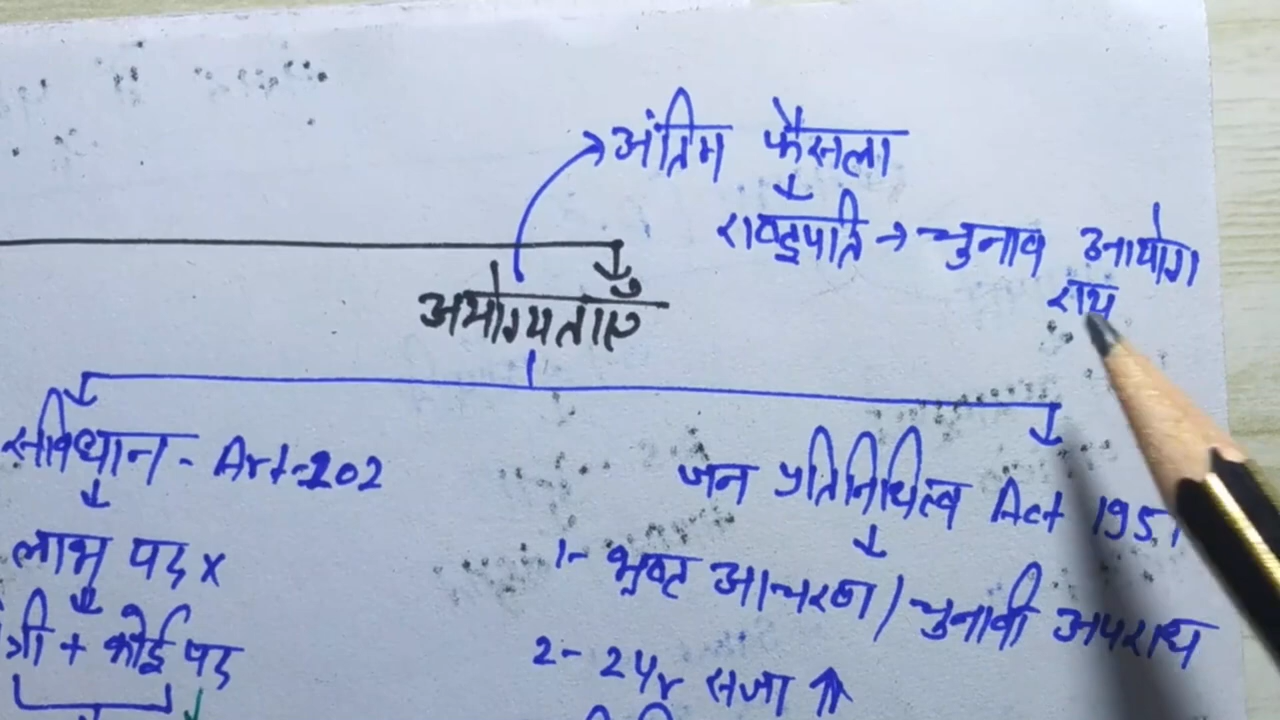 अंतिम फैसला
राष्ट्रपति → चुनाव आयोग
राय
अयोग्यताएं
संविधान - Art-102
जन प्रतिनिधित्व Act 1951
लाभ पद x
1- भ्रष्ट आचरण / चुनावी अपराध
+ कोई पद
2- 2yr सजा ↑